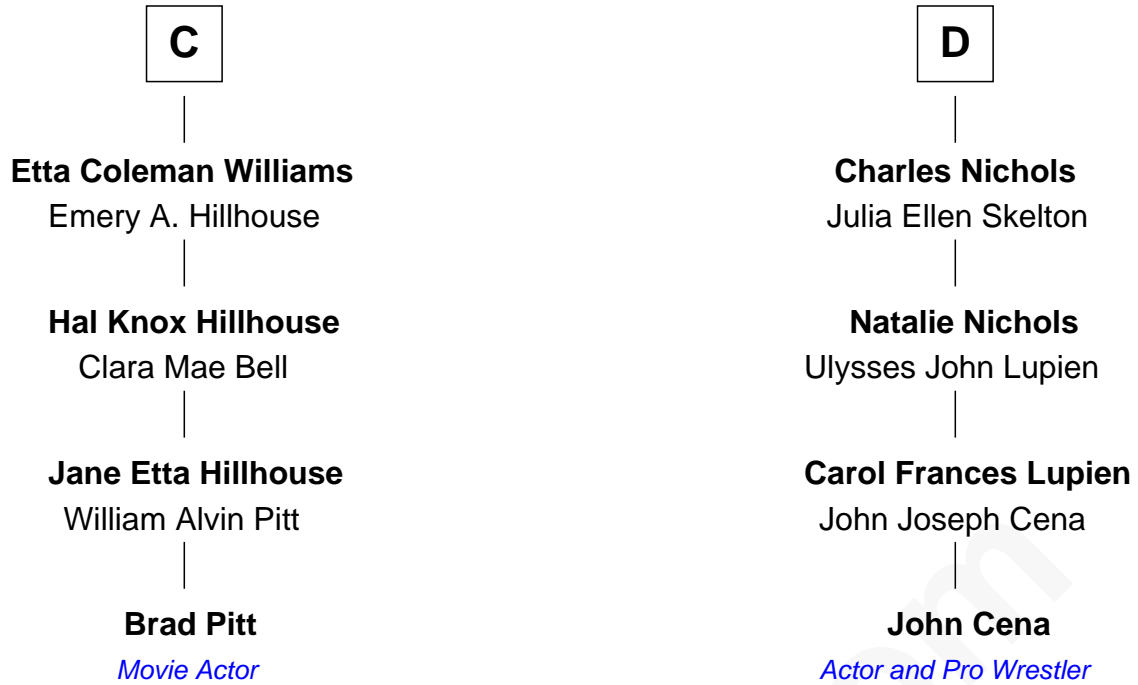 C
D
Etta Coleman Williams
Charles Nichols
Emery A. Hillhouse
Julia Ellen Skelton
Hal Knox Hillhouse
Natalie Nichols
Clara Mae Bell
Ulysses John Lupien
Jane Etta Hillhouse
Carol Frances Lupien
William Alvin Pitt
John Joseph Cena
Brad Pitt
John Cena
Movie Actor
Actor and Pro Wrestler